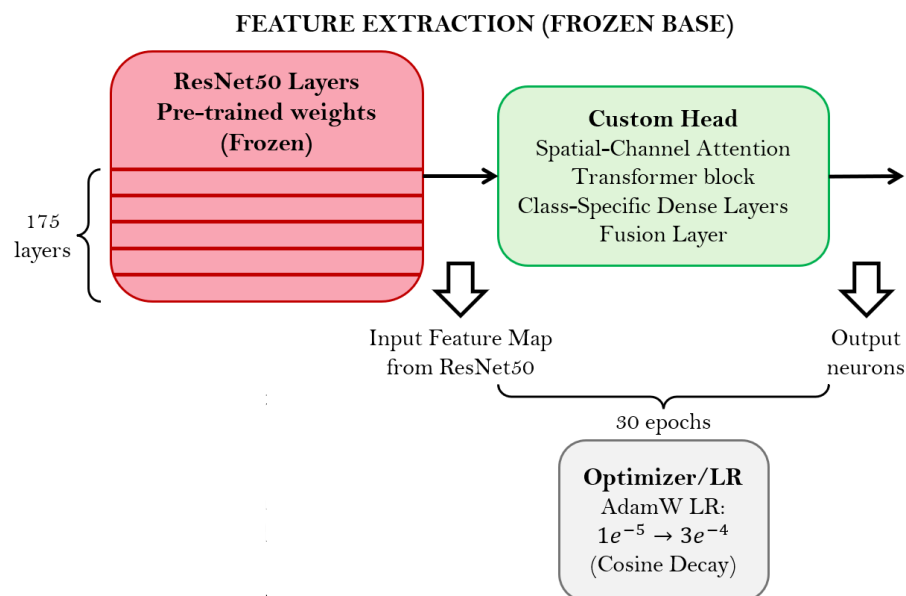 FEATURE EXTRACTION (FROZEN BASE)
ResNet50 Layers
Pre-trained weights
(Frozen)
175
layers
Custom Head
Spatial-Channel Attention
Transformer block
Class-Specific Dense Layers
Fusion Layer
Input Feature Map
from ResNet50
Output
neurons
30 epochs
Optimizer/LR
AdamW LR:
1e⁻⁵ → 3e⁻⁴
(Cosine Decay)